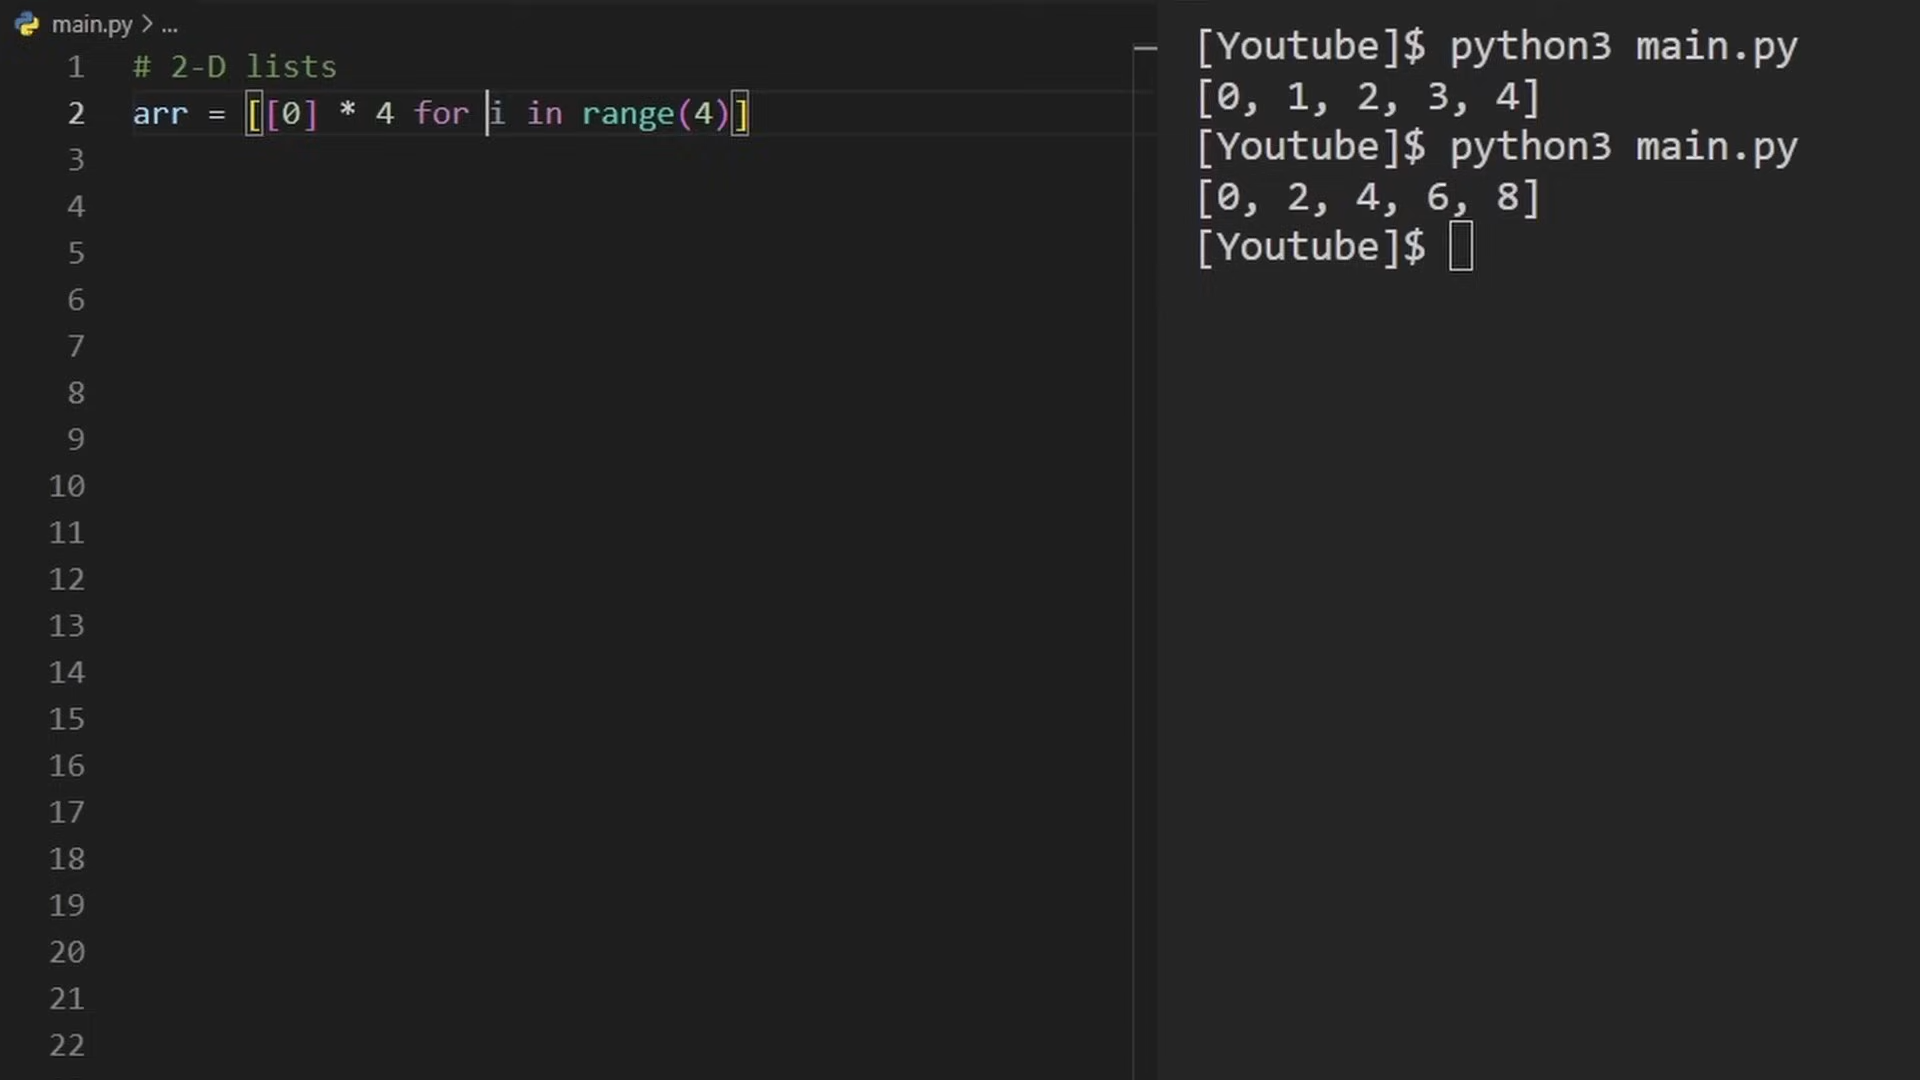 main.py > ...
1 # 2-D lists
2 arr = [[0] * 4 for i in range(4)]
3
4
5
6
7
8
9
10
11
12
13
14
15
16
17
18
19
20
21
22
[Youtube]$ python3 main.py
[0, 1, 2, 3, 4]
[Youtube]$ python3 main.py
[0, 2, 4, 6, 8]
[Youtube]$